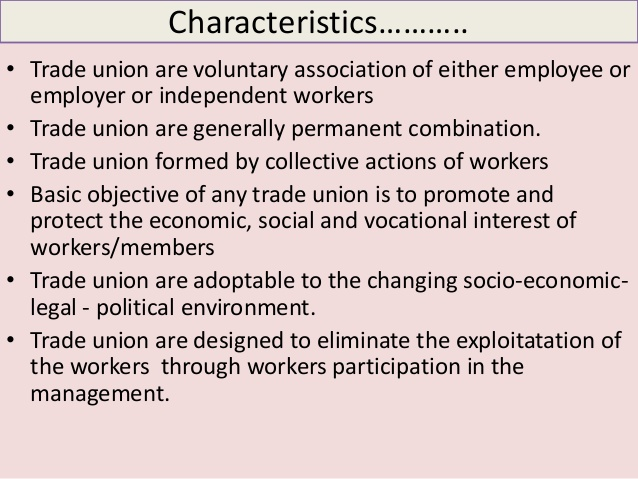 Characteristics………..
• Trade union are voluntary association of either employee or
employer or independent workers
• Trade union are generally permanent combination.
• Trade union formed by collective actions of workers
• Basic objective of any trade union is to promote and
protect the economic, social and vocational interest of
workers/members
• Trade union are adoptable to the changing socio-economic-
legal - political environment.
• Trade union are designed to eliminate the exploitatation of
the workers  through workers participation in the
management.